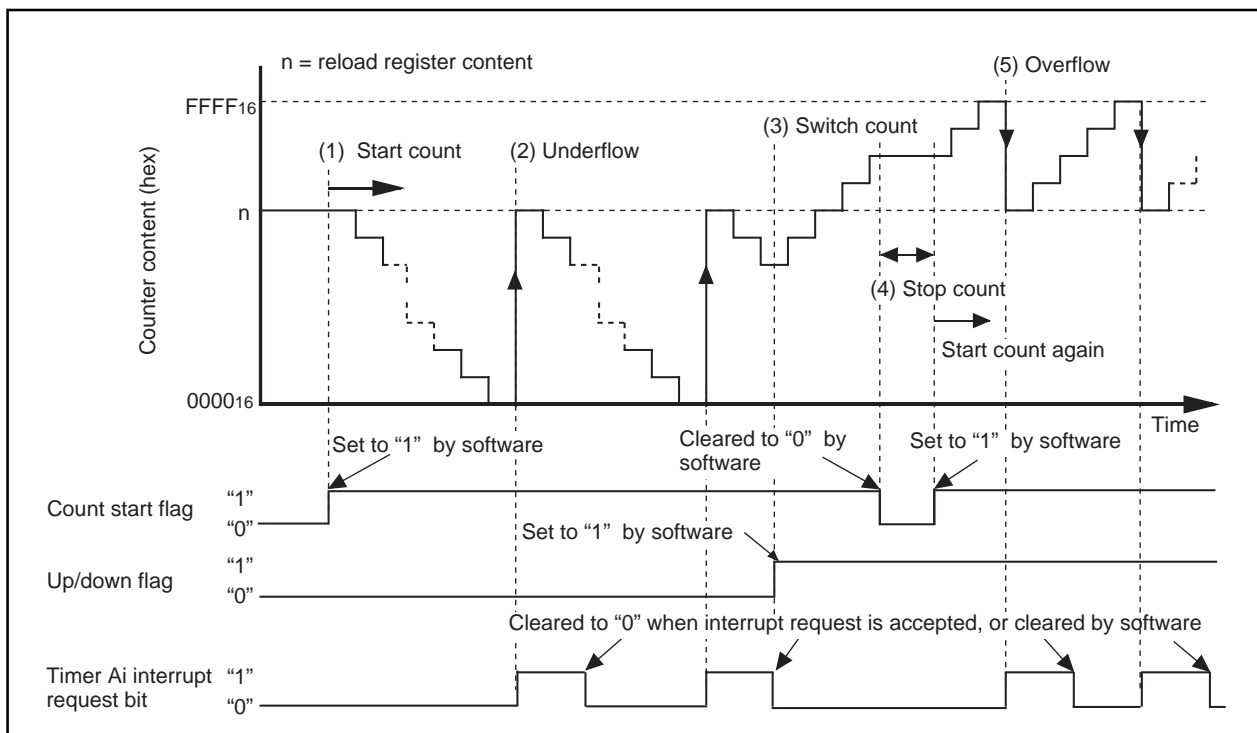 n = reload register content
(5) Overflow
FFFF16
(3) Switch count
(1) Start count
(2) Underflow
Counter content (hex)
n
(4) Stop count
Start count again
000016
Time
Set to “1” by software
Cleared to “0” by
software
Set to “1” by software
Count start flag
“1”
“0”
Set to “1” by software
Up/down flag
“1”
“0”
Cleared to “0” when interrupt request is accepted, or cleared by software
Timer Ai interrupt
request bit
“1”
“0”